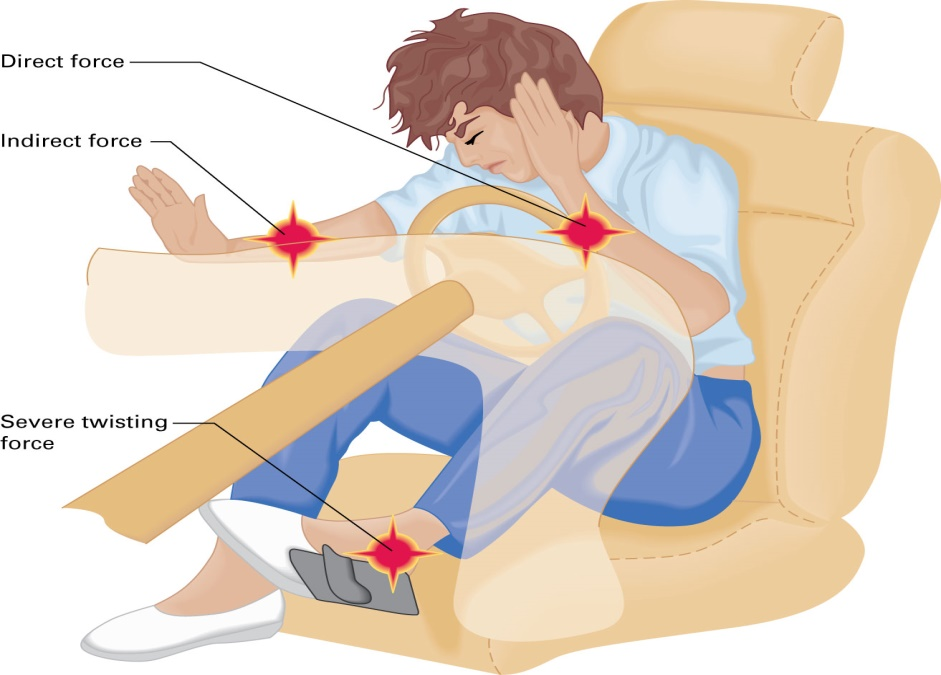 Direct force
Indirect force
Severe twisting
force